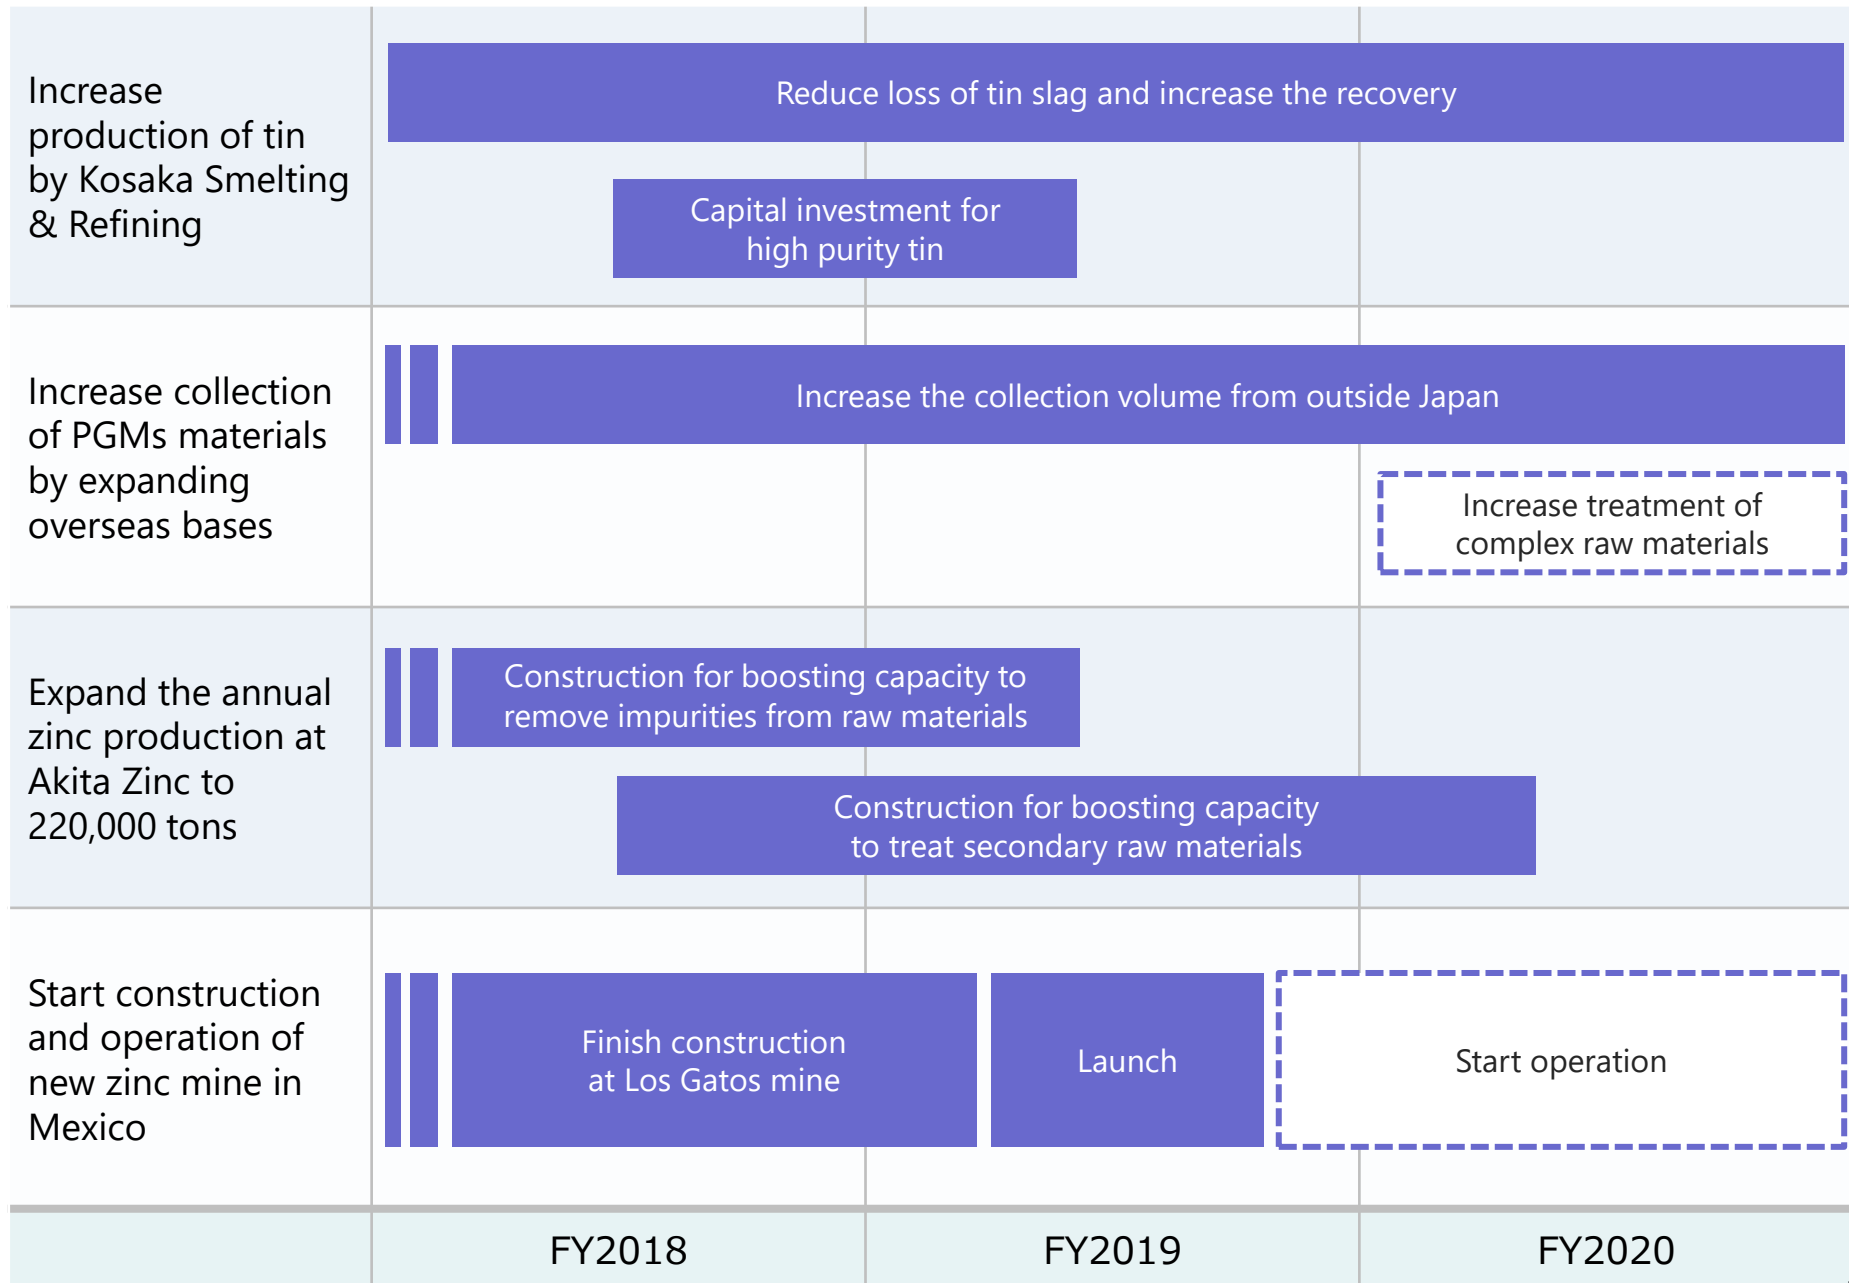 Increase
production of tin
by Kosaka Smelting
& Refining
Reduce loss of tin slag and increase the recovery
Capital investment for
high purity tin
Increase collection
of PGMs materials
by expanding
overseas bases
Increase the collection volume from outside Japan
Increase treatment of
complex raw materials
Expand the annual
zinc production at
Akita Zinc to
220,000 tons
Construction for boosting capacity to
remove impurities from raw materials
Construction for boosting capacity
to treat secondary raw materials
Start construction
and operation of
new zinc mine in
Mexico
Finish construction
at Los Gatos mine
Launch
Start operation
FY2018
FY2019
FY2020